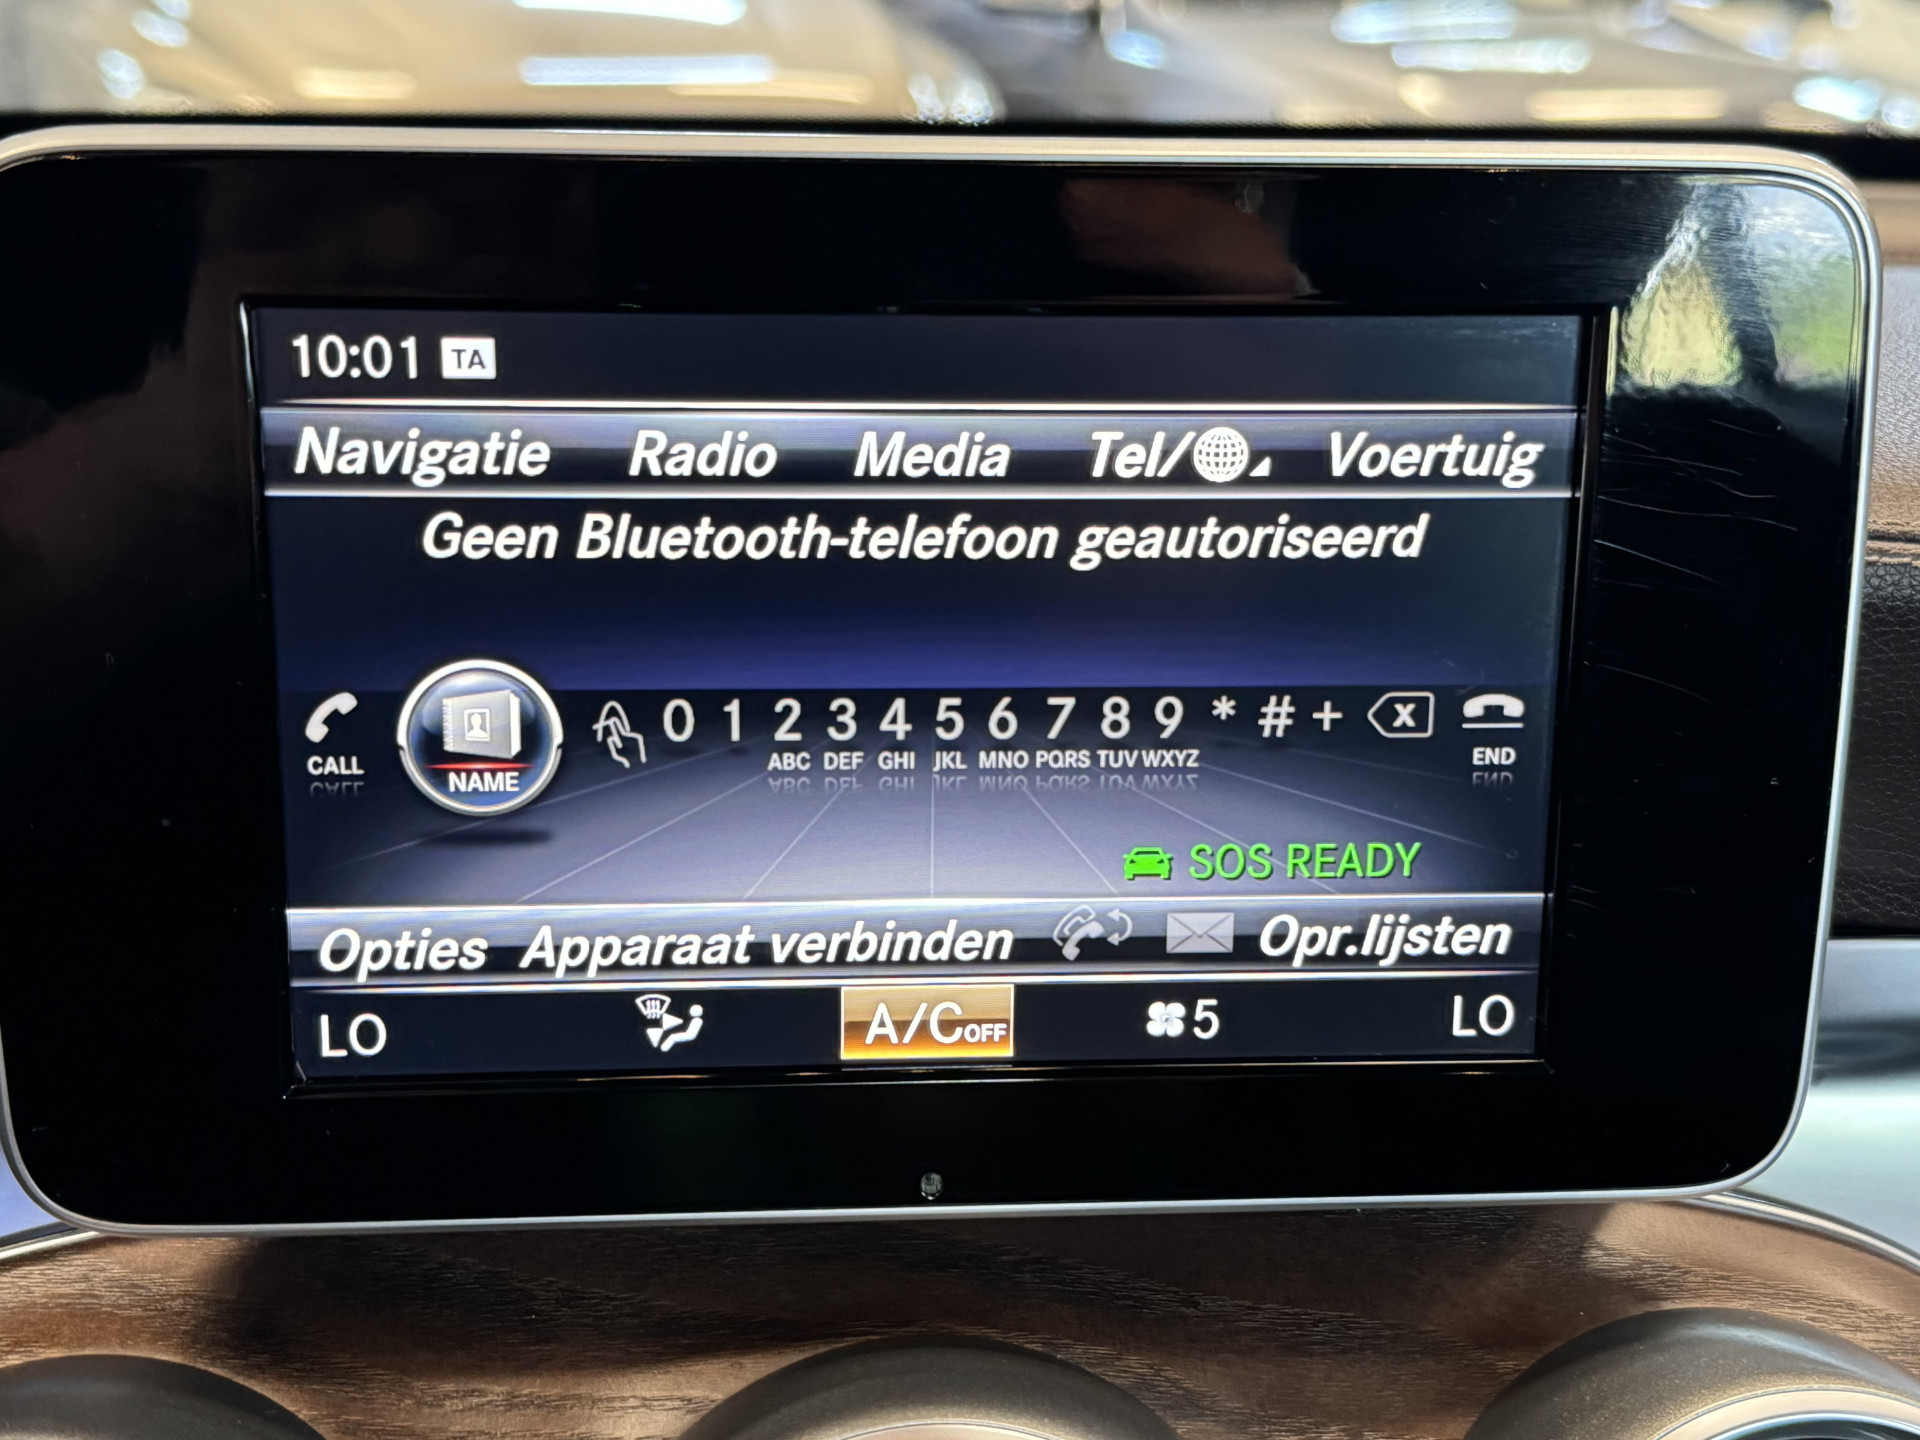 10:01 TA
Navigatie Radio Media Tel/ Voertuig
Geen Bluetooth-telefoon geautoriseerd
0 1 2 3 4 5 6 7 8 9 * # + x
CALL NAME ABC DEF GHI JKL MNO PQRS TUV WXYZ END
SOS READY
Opties Apparaat verbinden Opr.lijsten
LO A/C OFF 5 LO